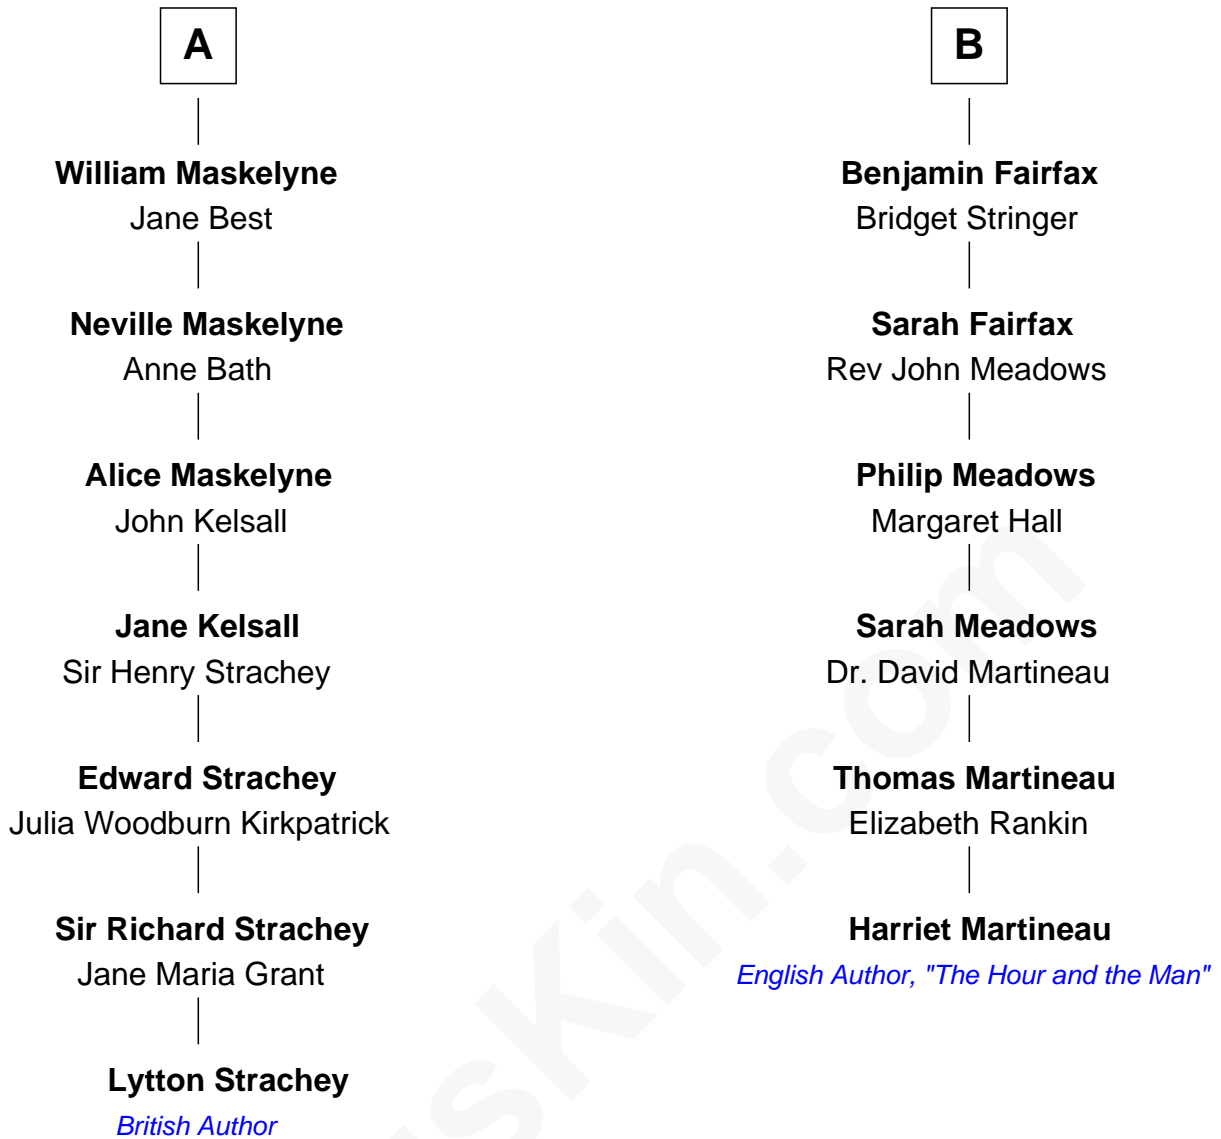 A
William Maskelyne
Jane Best
Neville Maskelyne
Anne Bath
Alice Maskelyne
John Kelsall
Jane Kelsall
Sir Henry Strachey
Edward Strachey
Julia Woodburn Kirkpatrick
Sir Richard Strachey
Jane Maria Grant
Lytton Strachey
British Author
B
Benjamin Fairfax
Bridget Stringer
Sarah Fairfax
Rev John Meadows
Philip Meadows
Margaret Hall
Sarah Meadows
Dr. David Martineau
Thomas Martineau
Elizabeth Rankin
Harriet Martineau
English Author, "The Hour and the Man"